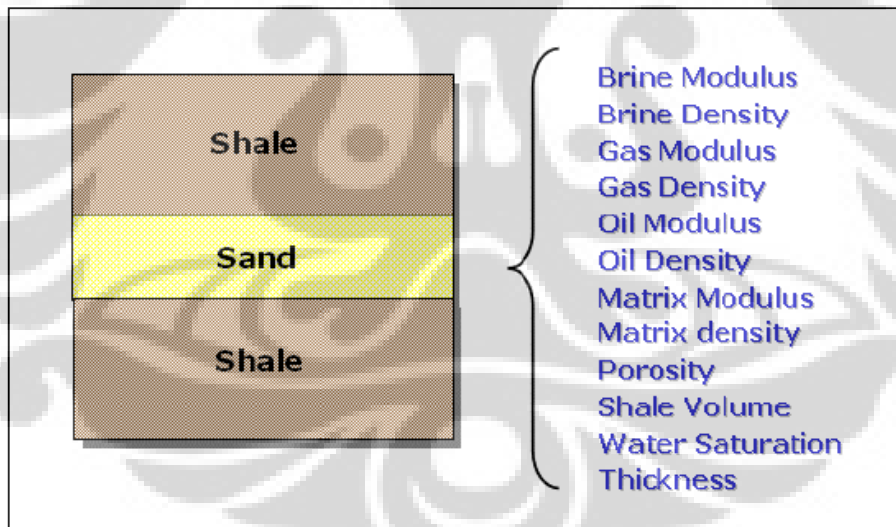 Shale
Sand
Shale
Brine Modulus
Brine Density
Gas Modulus
Gas Density
Oil Modulus
Oil Density
Matrix Modulus
Matrix density
Porosity
Shale Volume
Water Saturation
Thickness